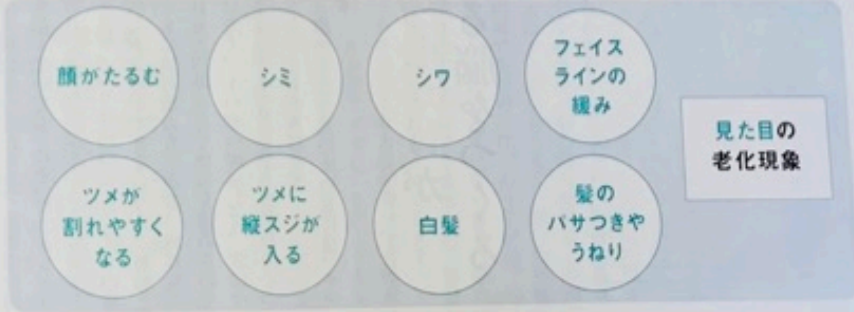 顔がたるむ
シミ
シワ
フェイス
ラインの
緩み
ツメが
割れやすく
なる
ツメに
縦スジが
入る
白髪
髪の
パサつきや
うねり
見た目の
老化現象